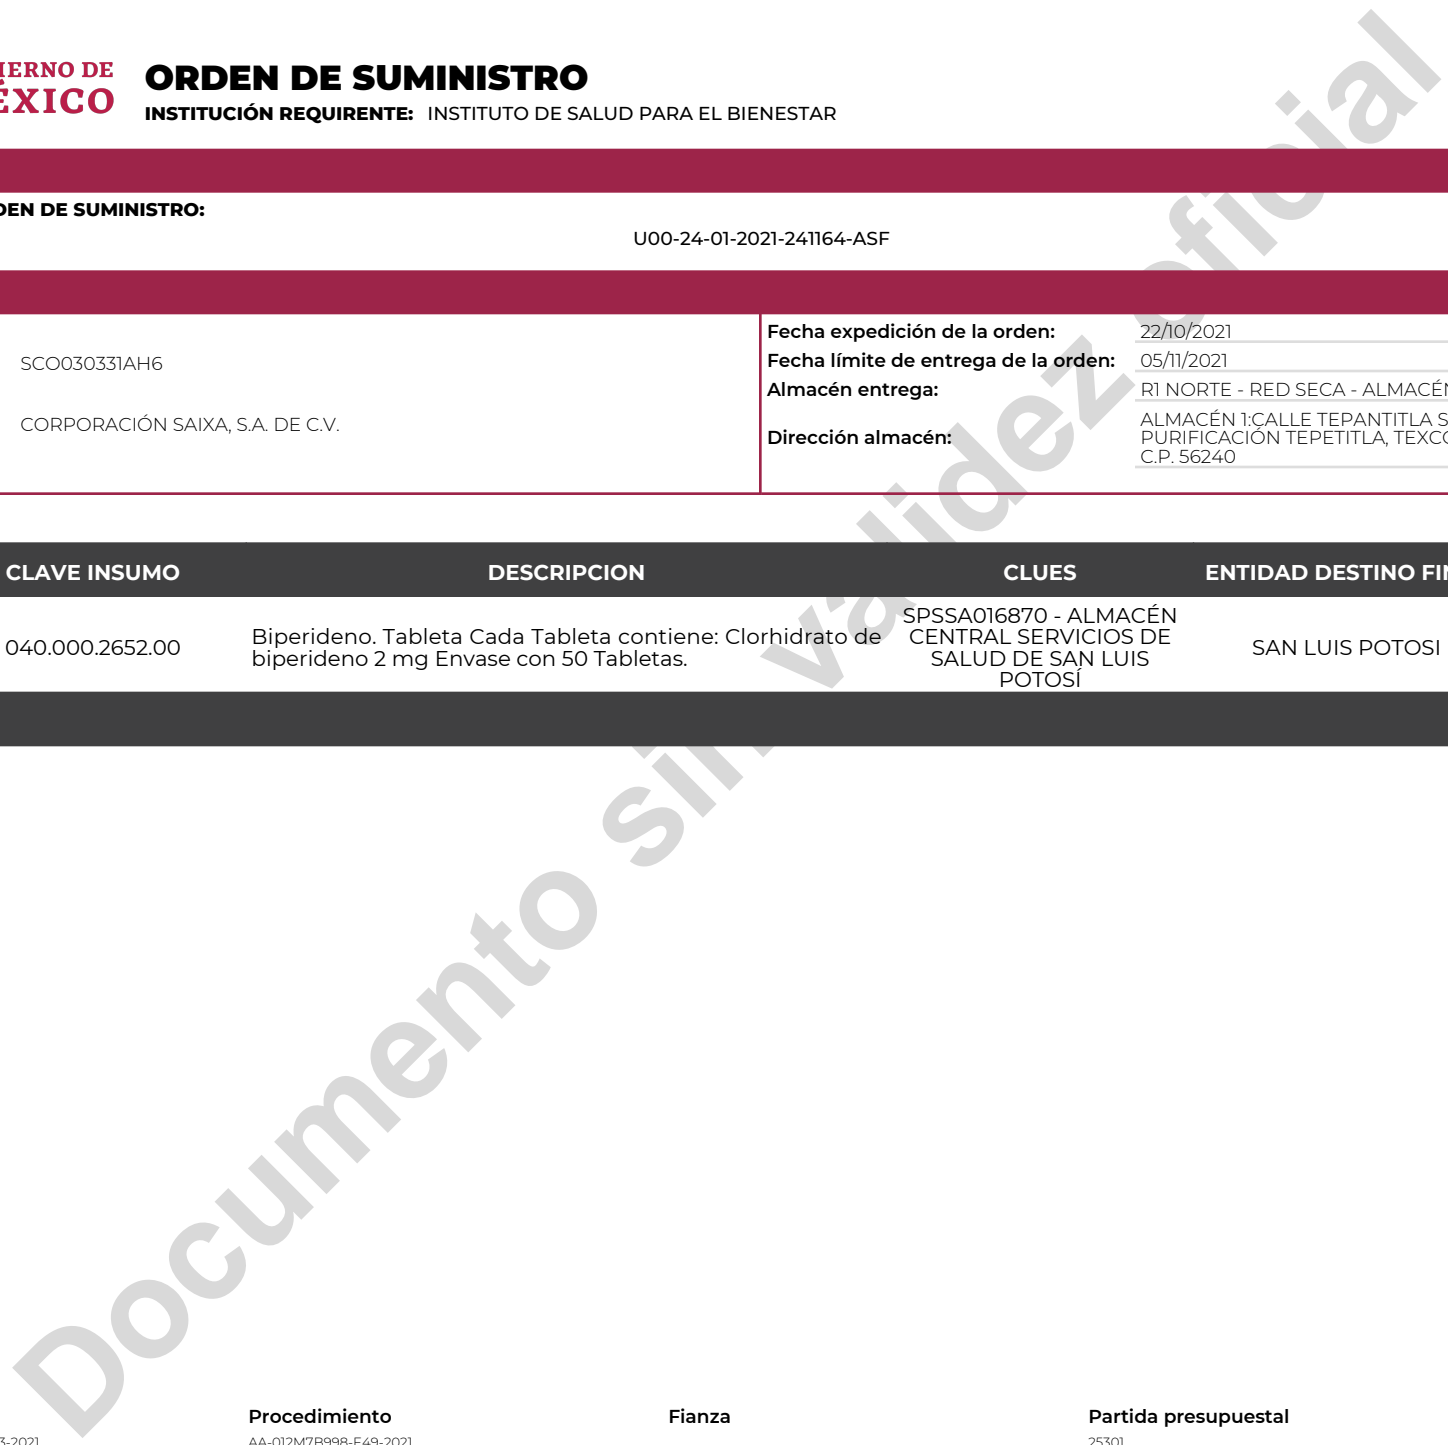 ORDEN DE SUMINISTRO
INSTITUCIÓN REQUIRENTE: INSTITUTO DE SALUD PARA EL BIENESTAR
DE
DE SUMINISTRO:
U00-24-01-2021-241164-ASF
SCO030331AH6
CORPORACIÓN SAIXA, S.A. DE C.V.
Fecha expedición de la orden: 22/10/2021
Fecha límite de entrega de la orden: 05/11/2021
Almacén entrega: R1 NORTE - RED SECA - ALMACÉN
Dirección almacén: ALMACÉN 1:CALLE TEPANTITLA
PURIFICACIÓN TEPETITLA,
C.P. 56240
CLAVE INSUMO DESCRIPCION CLUES ENTIDAD DESTINO
040.000.2652.00
Biperideno. Tableta Cada Tableta contiene: Clorhidrato de
biperideno 2 mg Envase con 50 Tabletas.
SPSSA016870 - ALMACÉN
CENTRAL SERVICIOS DE
SALUD DE SAN LUIS
POTOSÍ
SAN LUIS POTOSI
Documento sin validez oficial
Procedimiento Fianza Partida presupuestal
AA-012M7B998-E49-2021 25301